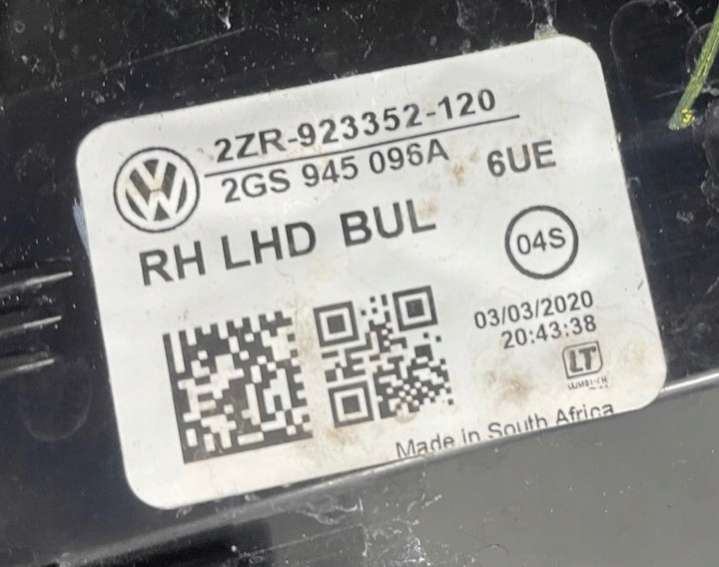 2ZR-923352-120
2GS 945 096A 6UE
RH LHD BUL
04S
03/03/2020
20:43:38
LT
Made in South Africa